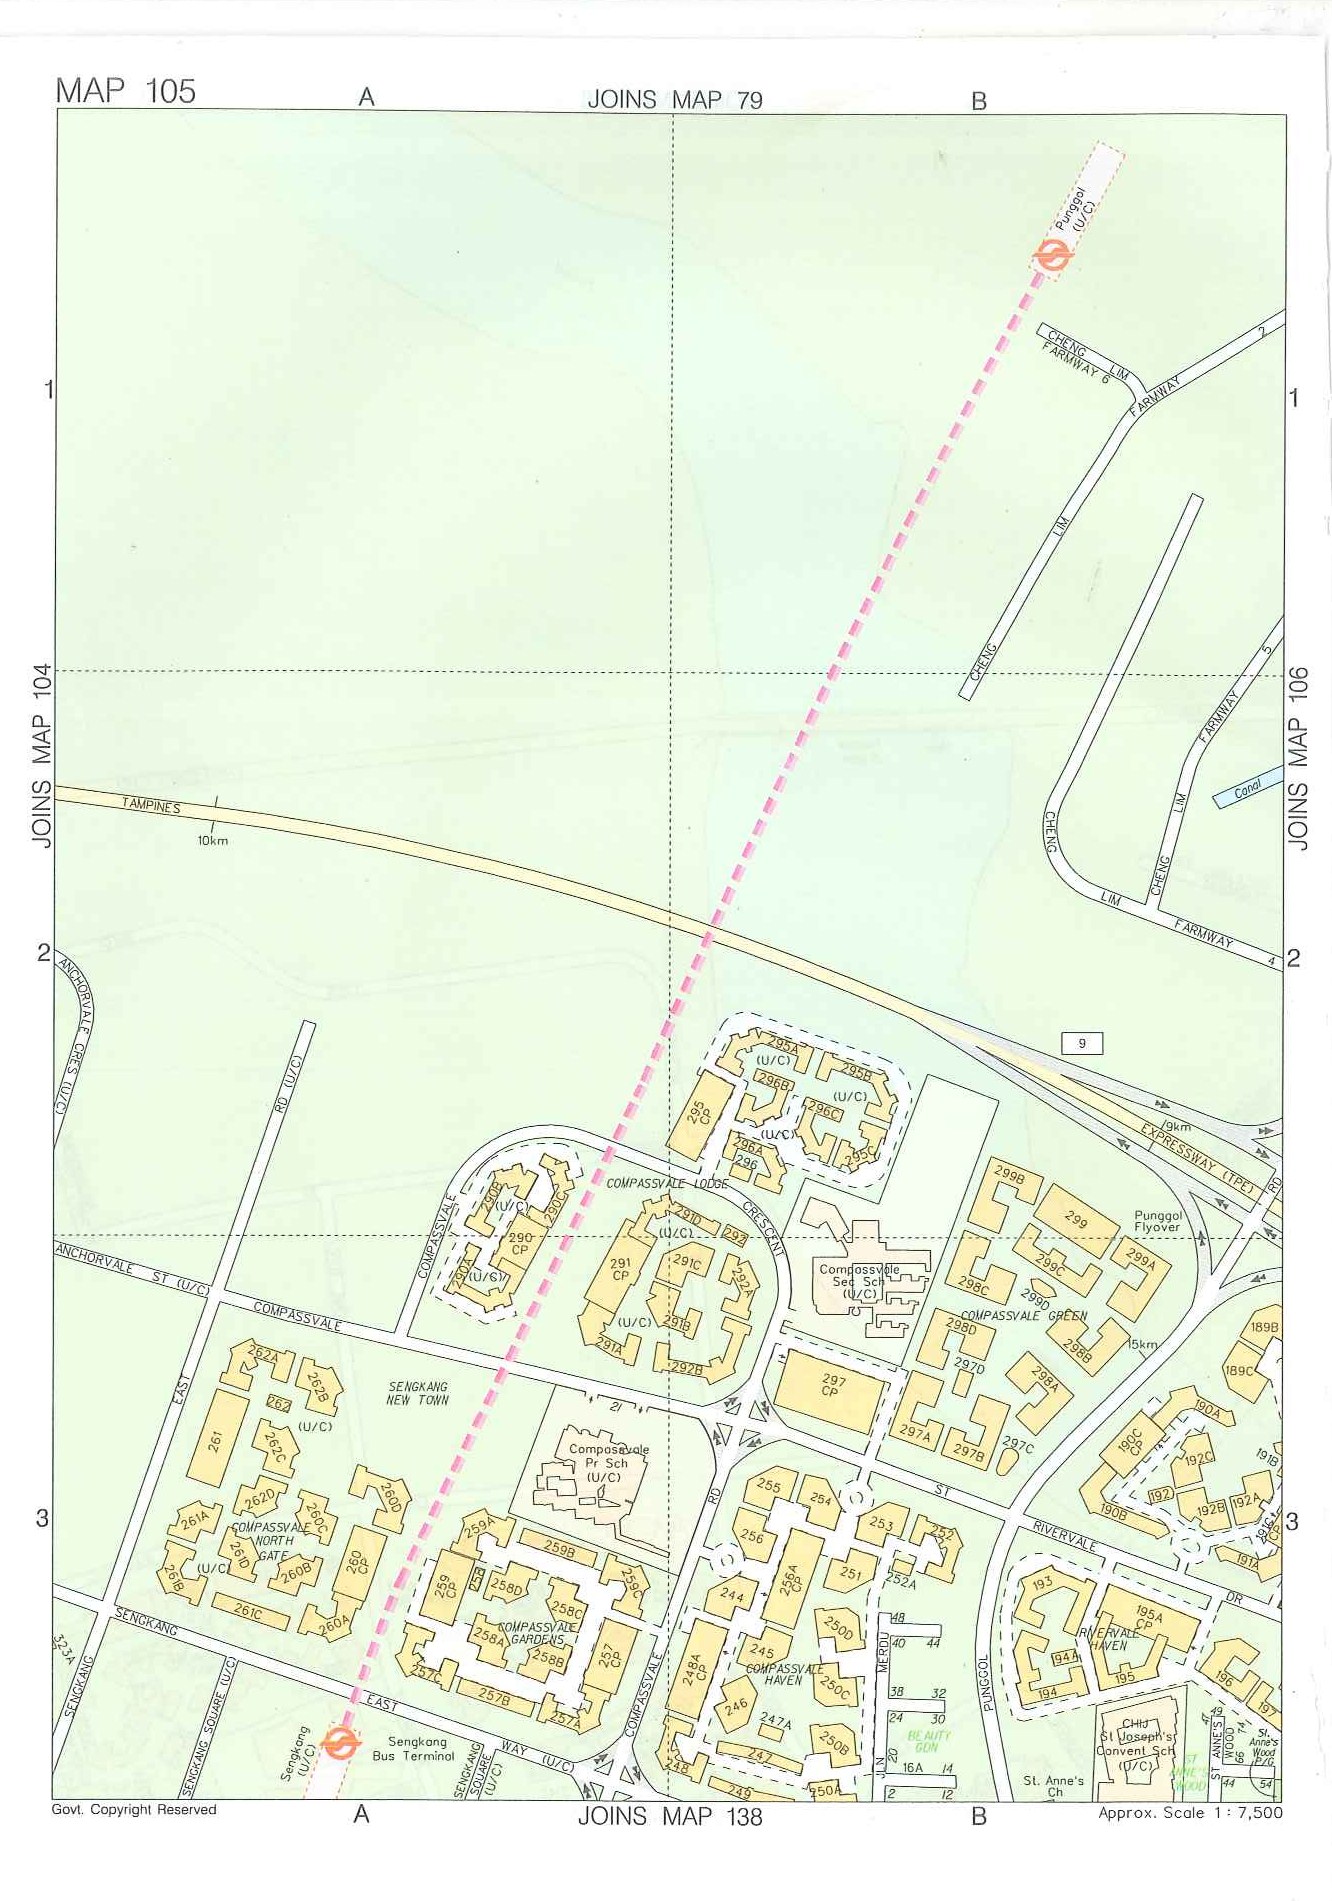 MAP 105
A
JOINS MAP 79
B
Punggol
(U/C)
CHENG
LIM
FARMWAY 6
FARMWAY
2
1
1
LIM
CHENG
JOINS MAP 104
JOINS MAP 106
FARMWAY
5
LIM
CHENG
Canal
TAMPINES
10km
CHENG
LIM
FARMWAY
4
2
2
ANCHORVALE CRES (U/C)
RD (U/C)
9
295A
(U/C)
295B
296B
296C
(U/C)
295
CP
(U/C)
296A
296
295C
9km
EXPRESSWAY (TPE)
RD
COMPASSVALE LODGE
290B
(U/C)
290C
290
CP
290A
(U/C)
COMPASSVALE
CRESCENT
291D
(U/C)
292
291
CP
291C
292A
(U/C)
291B
291A
292B
Compassvale
Sec Sch
(U/C)
299B
299
Punggol
Flyover
299C
299A
298C
299D
COMPASSVALE GREEN
298D
298B
15km
297D
298A
297
CP
297A
297B
297C
189B
189C
ANCHORVALE ST (U/C)
COMPASSVALE
EAST
SENGKANG
NEW TOWN
262A
262B
262
(U/C)
261
262C
262D
260D
261A
260C
COMPASSVALE
NORTH
GATE
261D
(U/C)
260B
260
CP
261B
261C
260A
21
Compassvale
Pr Sch
(U/C)
RD
ST
190A
190C
CP
192C
191B
192
192B
192A
190B
191C
CP
191A
3
3
255
254
253
252
256
256A
CP
251
252A
244
250D
245
COMPASSVALE
HAVEN
248A
CP
250C
246
247A
247
250B
248
249
250A
259A
259B
259
CP
258
258D
258C
259C
COMPASSVALE
GARDENS
258A
258B
257
CP
257C
257B
257A
RIVERVALE
DR
193
195A
CP
RIVERVALE
HAVEN
194A
194
195
196
197
48
40
44
38
32
24
30
BEAUTY
GDN
20
16A
14
2
12
JLN
MERDU
PUNGGOL
CHIJ
St Joseph's
Convent Sch
(U/C)
St. Anne's
Ch
ST
ANNE'S
WOOD
ST ANNE'S
WOOD
47
49
66
74
44
54
St.
Anne's
Wood
P/G
SENGKANG
323A
SENGKANG
SENGKANG SQUARE (U/C)
EAST
WAY (U/C)
COMPASSVALE
Sengkang
(U/C)
Sengkang
Bus Terminal
SENGKANG
SQUARE
(U/C)
Govt. Copyright Reserved
A
JOINS MAP 138
B
Approx. Scale 1 : 7,500